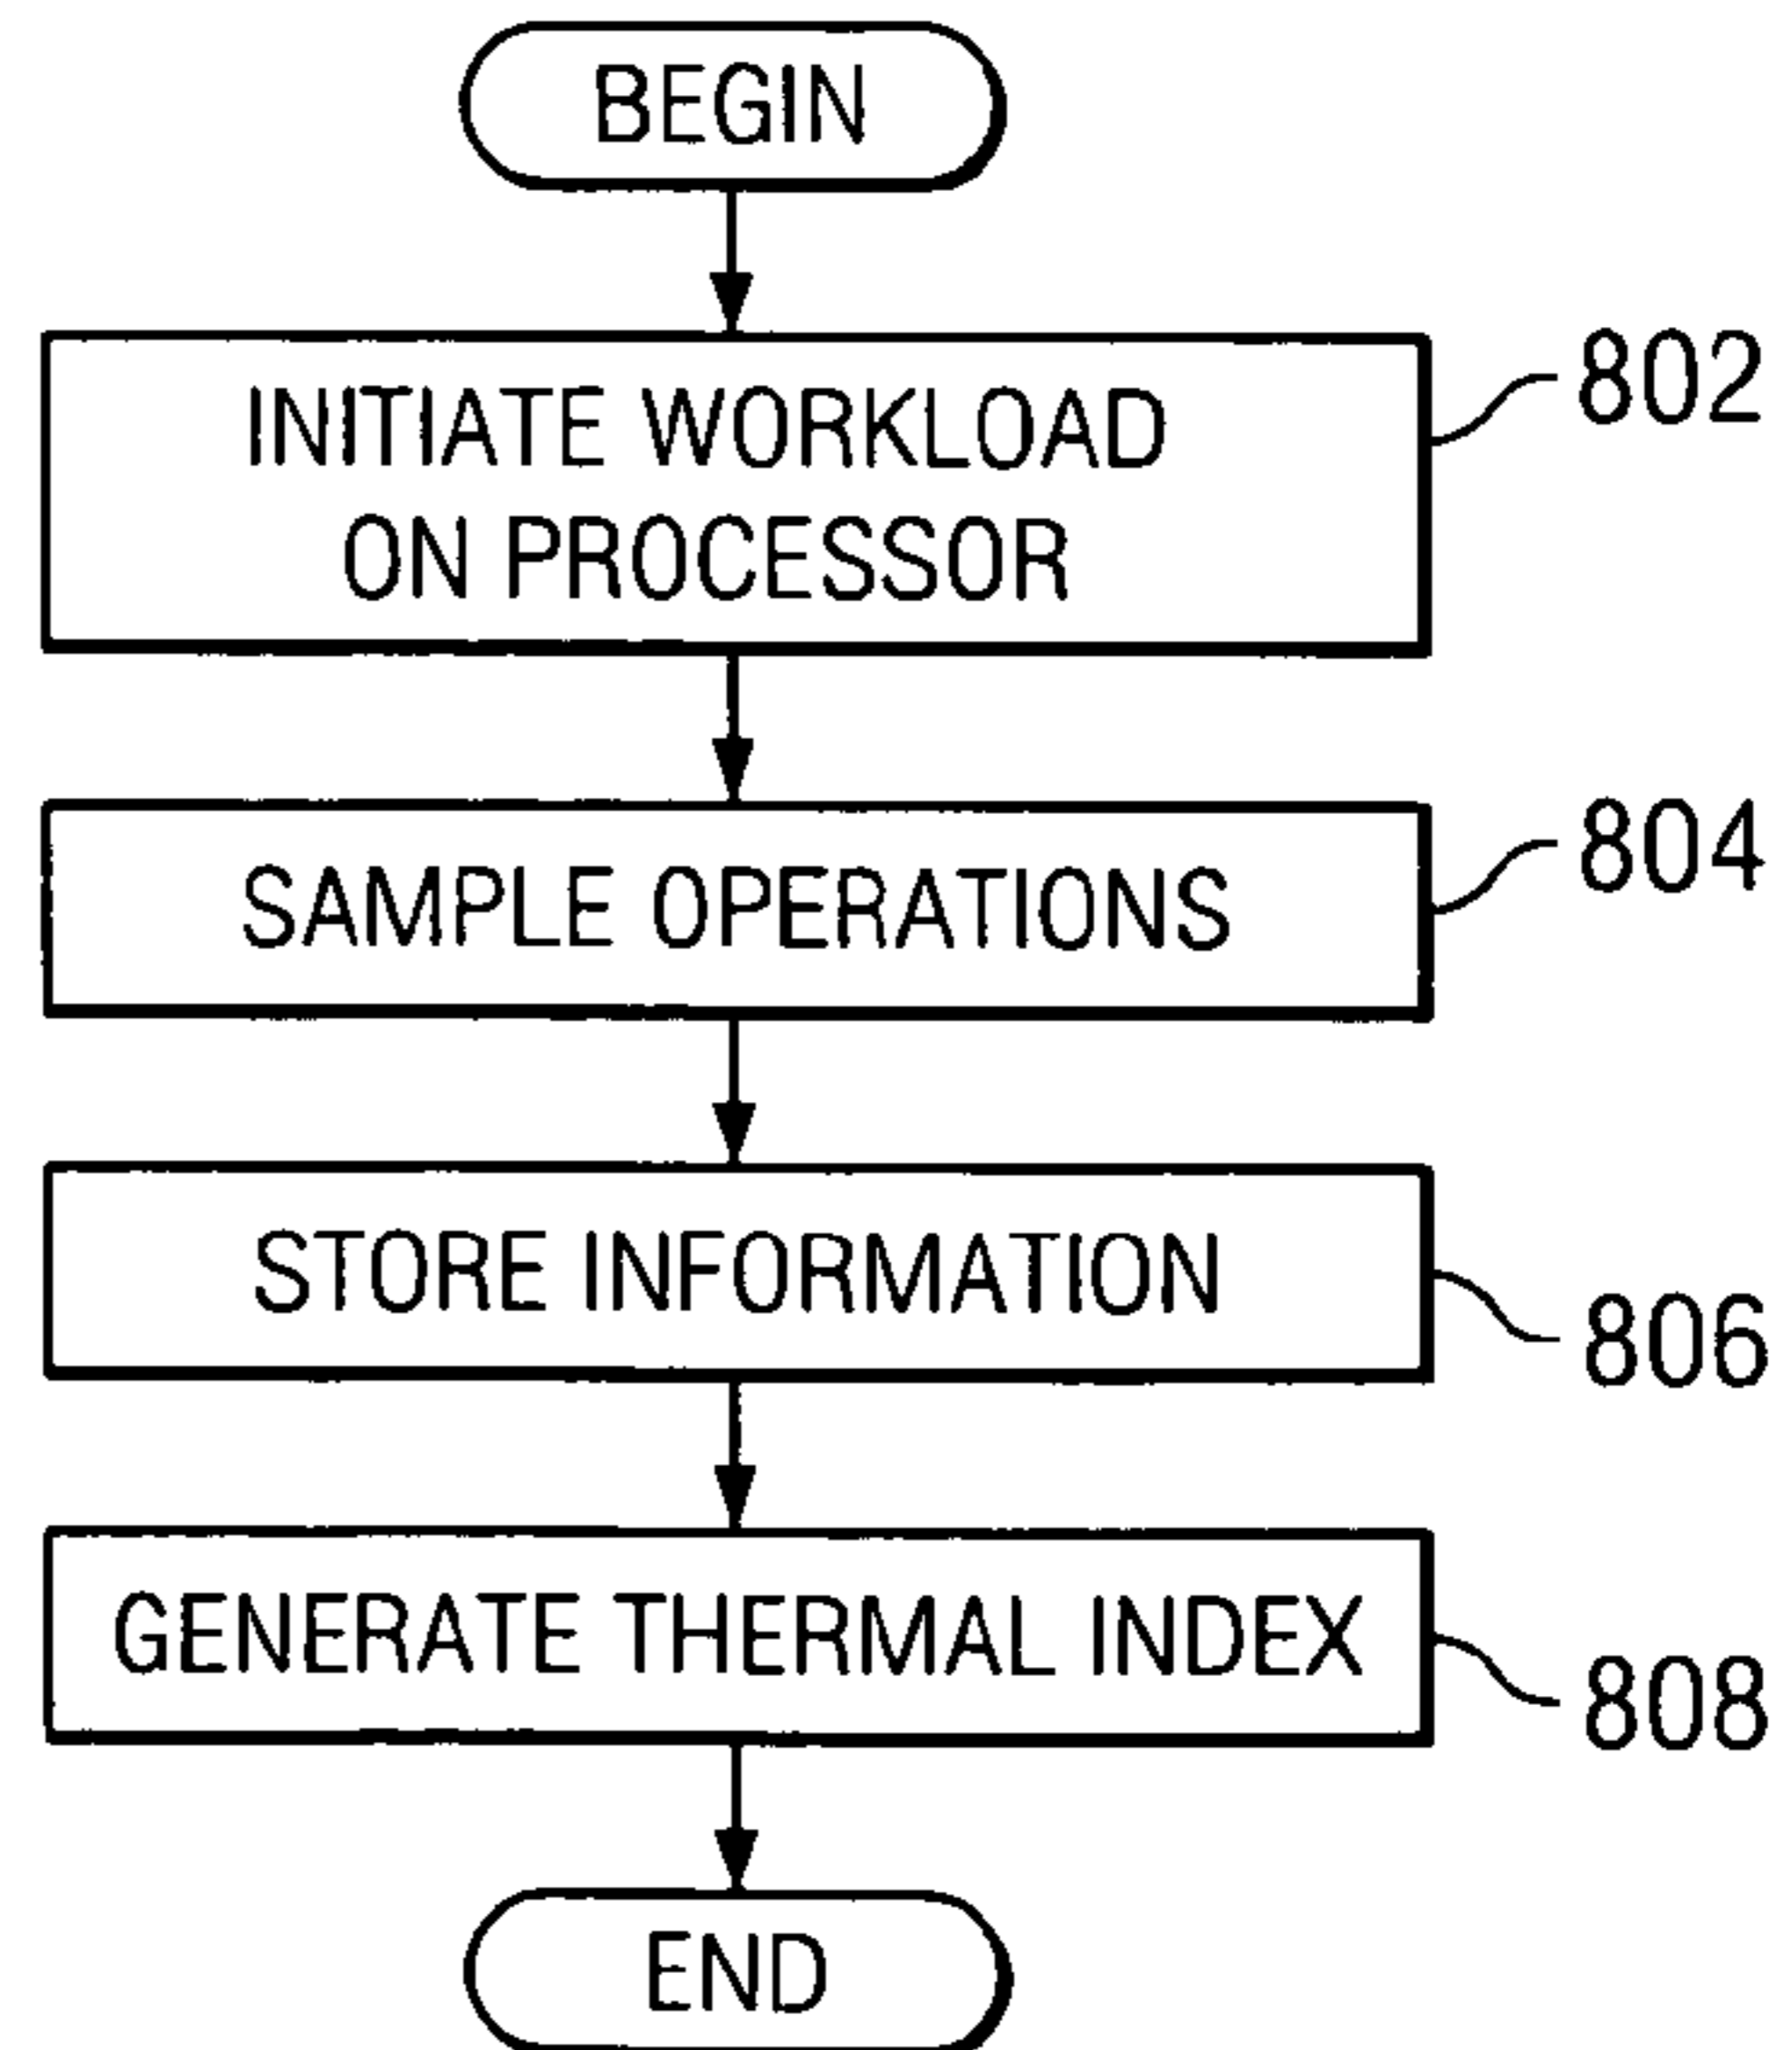 BEGIN
INITIATE WORKLOAD
ON PROCESSOR
802
SAMPLE OPERATIONS
804
STORE INFORMATION
806
GENERATE THERMAL INDEX
808
END